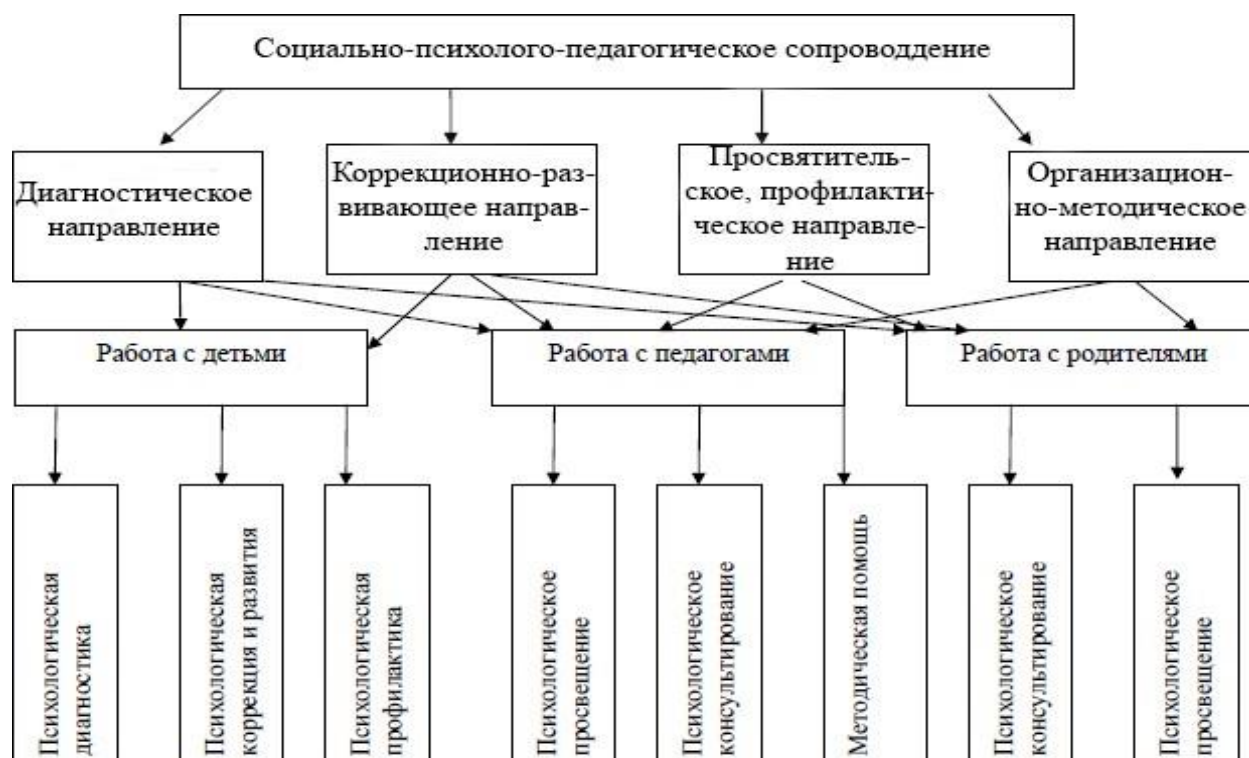 Социально-психолого-педагогическое сопроводдение
Диагностическое
направление
Коррекционно-раз-
вивающее направ-
ление
Просвятитель-
ское, профилакти-
ческое направле-
ние
Организацион-
но-методическое
направление
Работа с детьми
Работа с педагогами
Работа с родителями
Психологическая
диагностика
Психологическая
коррекция и развития
Психологическая
профилактика
Психологическое
просвещение
Психологическое
консультирование
Методическая помощь
Психологическое
консультирование
Психологическое
просвещение